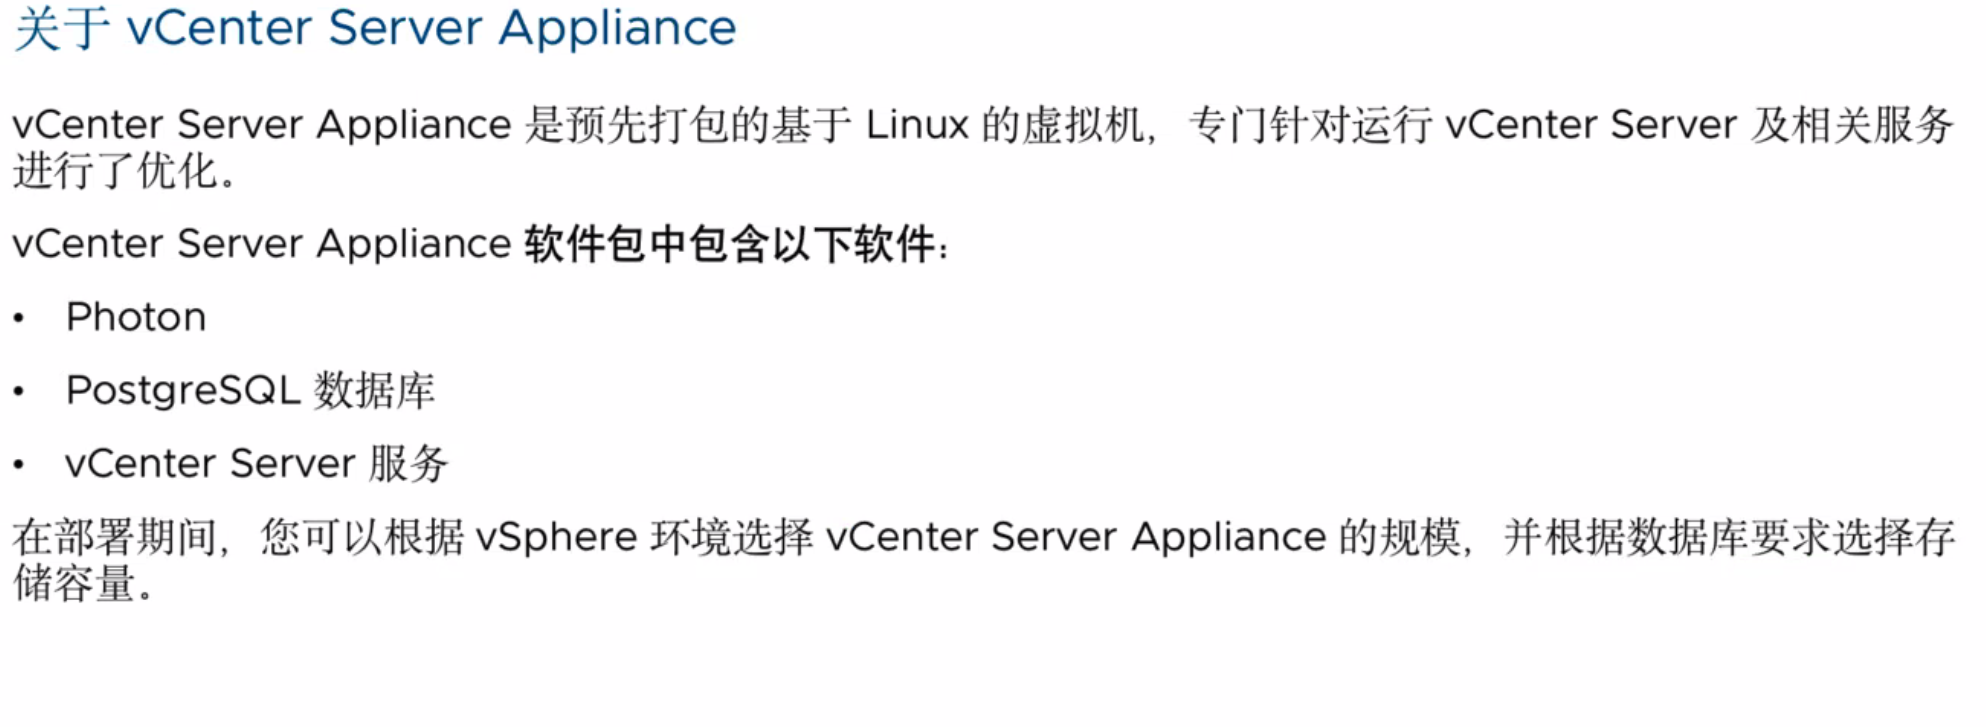 关于 vCenter Server Appliance
vCenter Server Appliance 是预先打包的基于 Linux 的虚拟机，专门针对运行 vCenter Server 及相关服务
进行了优化。
vCenter Server Appliance 软件包中包含以下软件：
• Photon
• PostgreSQL 数据库
• vCenter Server 服务
在部署期间，您可以根据 vSphere 环境选择 vCenter Server Appliance 的规模，并根据数据库要求选择存
储容量。